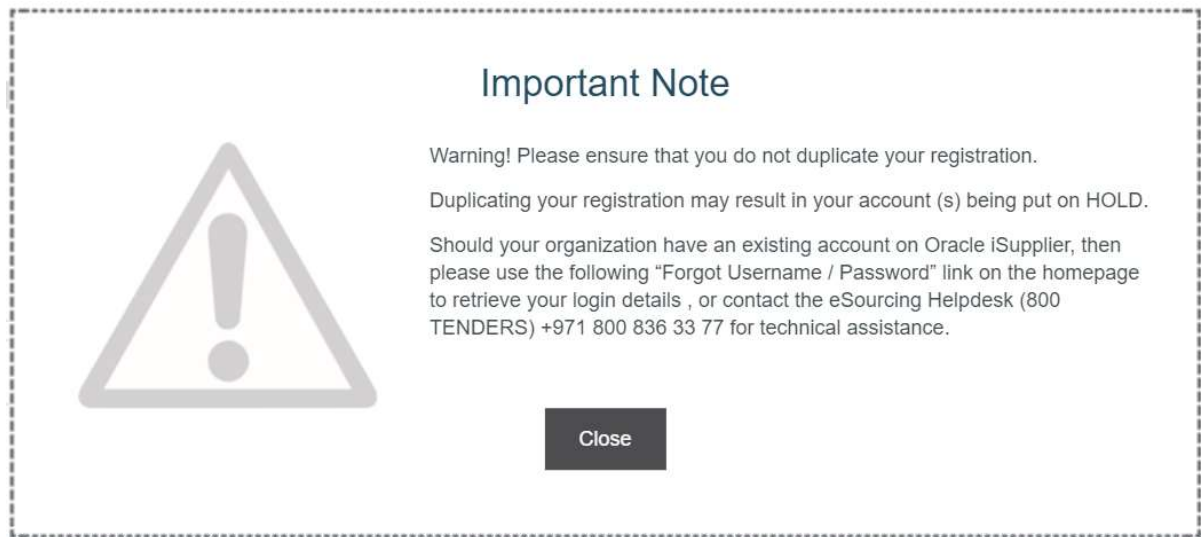 Important Note
Warning! Please ensure that you do not duplicate your registration.
Duplicating your registration may result in your account (s) being put on HOLD.
Should your organization have an existing account on Oracle iSupplier, then
please use the following “Forgot Username / Password” link on the homepage
to retrieve your login details , or contact the eSourcing Helpdesk (800
TENDERS) +971 800 836 33 77 for technical assistance.
Close